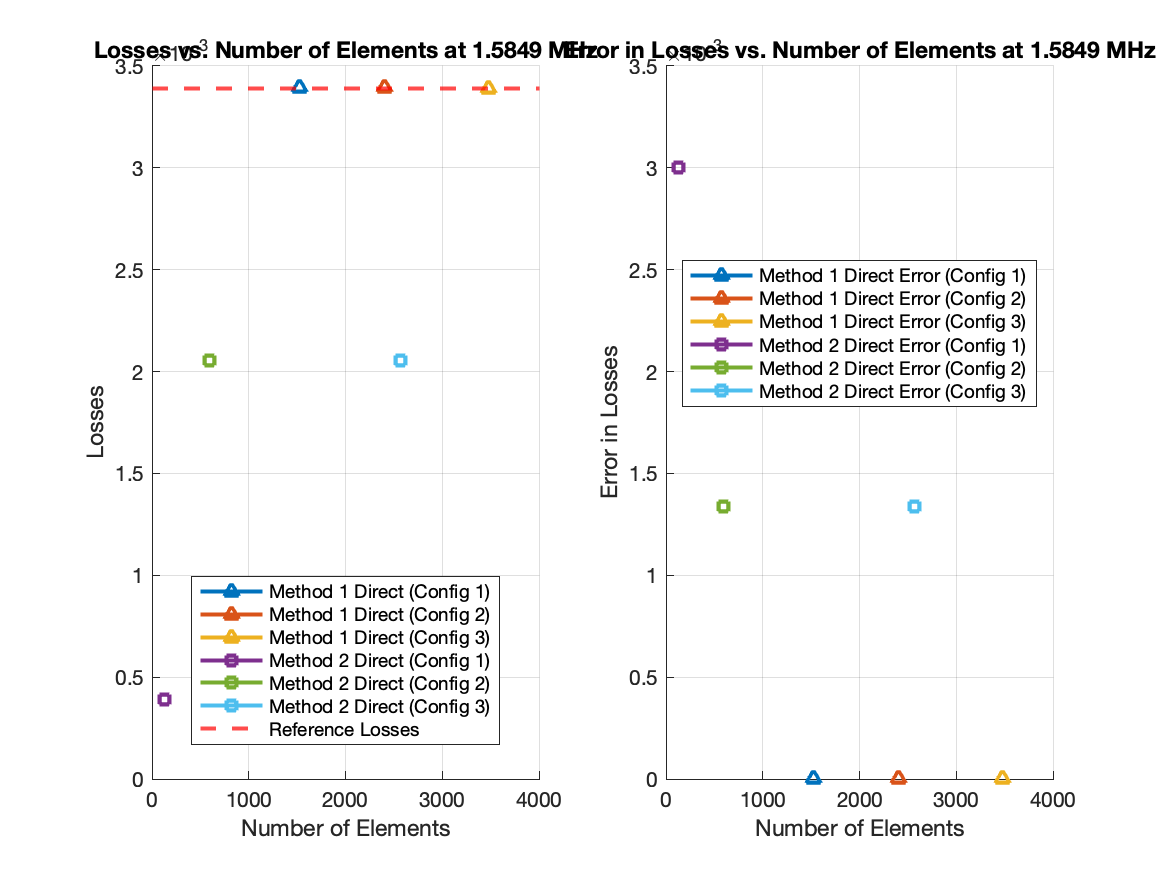 Losses vs. Number of Elements at 1.5849 MHz
×10-3
3.5
3
2.5
2
1.5
1
0.5
0
0
1000
2000
3000
4000
Losses
Number of Elements
Method 1 Direct (Config 1)
Method 1 Direct (Config 2)
Method 1 Direct (Config 3)
Method 2 Direct (Config 1)
Method 2 Direct (Config 2)
Method 2 Direct (Config 3)
Reference Losses
Error in Losses vs. Number of Elements at 1.5849 MHz
×10-3
3.5
3
2.5
2
1.5
1
0.5
0
0
1000
2000
3000
4000
Error in Losses
Number of Elements
Method 1 Direct Error (Config 1)
Method 1 Direct Error (Config 2)
Method 1 Direct Error (Config 3)
Method 2 Direct Error (Config 1)
Method 2 Direct Error (Config 2)
Method 2 Direct Error (Config 3)